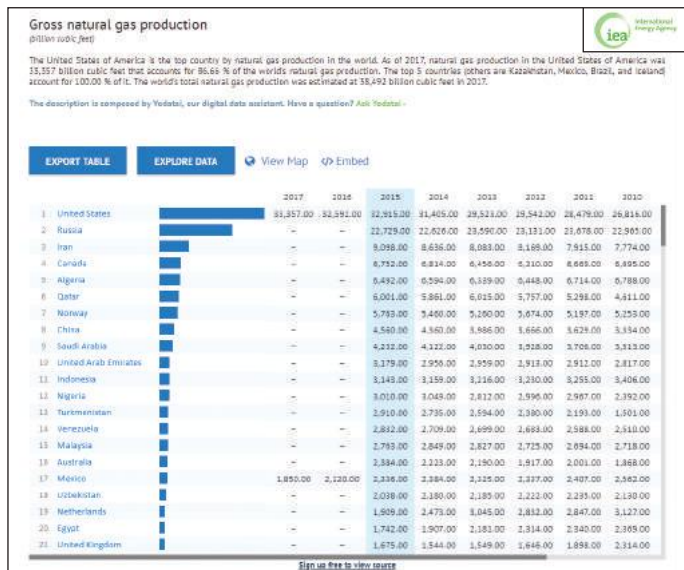 Gross natural gas production
(billion cubic feet)
iea International
Energy Agency
The United States of America is the top country by natural gas production in the world. As of 2017, natural gas production in the United States of America was
33,357 billion cubic feet that accounts for 86.66 % of the world's natural gas production. The top 5 countries (others are Kazakhstan, Mexico, Brazil, and Iceland)
account for 100.00 % of it. The world's total natural gas production was estimated at 38,492 billion cubic feet in 2017.
The description is composed by Yodatai, our digital data assistant. Have a question? Ask Yodatai ›
EXPORT TABLE EXPLORE DATA View Map </> Embed
2017 2016 2015 2014 2013 2012 2011 2010
1 United States 33,357.00 32,591.00 32,915.00 31,405.00 29,523.00 29,542.00 28,479.00 26,816.00
2 Russia – – 22,729.00 22,626.00 23,590.00 23,131.00 23,678.00 22,965.00
3 Iran – – 9,098.00 8,636.00 8,083.00 8,169.00 7,915.00 7,774.00
4 Canada – – 6,752.00 6,814.00 6,456.00 6,310.00 6,665.00 6,695.00
5 Algeria – – 6,492.00 6,594.00 6,339.00 6,448.00 6,714.00 6,788.00
6 Qatar – – 6,001.00 5,861.00 6,015.00 5,757.00 5,298.00 4,611.00
7 Norway – – 5,763.00 5,460.00 5,260.00 5,674.00 5,197.00 5,253.00
8 China – – 4,560.00 4,360.00 3,986.00 3,666.00 3,629.00 3,334.00
9 Saudi Arabia – – 4,232.00 4,122.00 4,030.00 3,928.00 3,706.00 3,313.00
10 United Arab Emirates – – 3,179.00 2,956.00 2,959.00 2,913.00 2,912.00 2,817.00
11 Indonesia – – 3,143.00 3,159.00 3,216.00 3,230.00 3,255.00 3,406.00
12 Nigeria – – 3,010.00 3,049.00 2,812.00 2,996.00 2,967.00 2,392.00
13 Turkmenistan – – 2,910.00 2,735.00 2,594.00 2,380.00 2,193.00 1,501.00
14 Venezuela – – 2,832.00 2,709.00 2,699.00 2,683.00 2,588.00 2,510.00
15 Malaysia – – 2,763.00 2,849.00 2,827.00 2,725.00 2,694.00 2,718.00
16 Australia – – 2,384.00 2,223.00 2,190.00 1,917.00 2,001.00 1,868.00
17 Mexico 1,850.00 2,120.00 2,336.00 2,384.00 2,325.00 2,337.00 2,407.00 2,562.00
18 Uzbekistan – – 2,038.00 2,180.00 2,185.00 2,222.00 2,235.00 2,130.00
19 Netherlands – – 1,909.00 2,473.00 3,045.00 2,832.00 2,847.00 3,127.00
20 Egypt – – 1,742.00 1,907.00 2,181.00 2,314.00 2,340.00 2,369.00
21 United Kingdom – – 1,675.00 1,544.00 1,549.00 1,646.00 1,898.00 2,314.00
Sign up free to view source